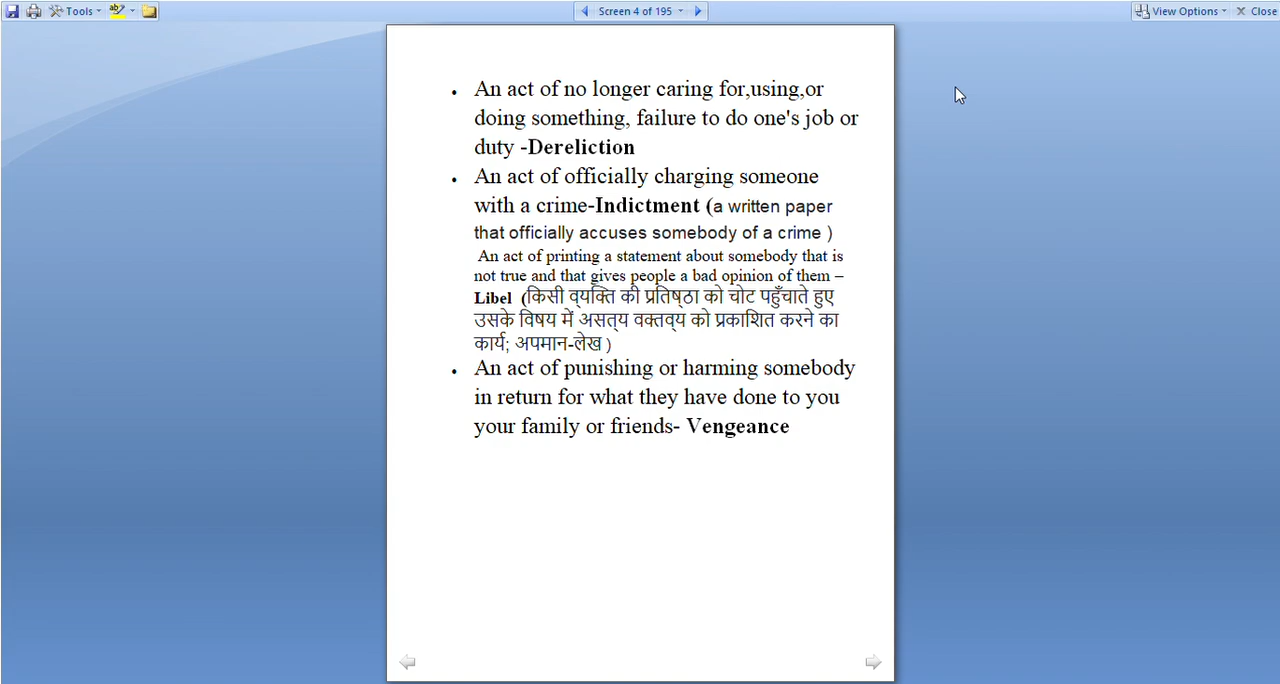 Tools
Screen 4 of 195
View Options
Close
• An act of no longer caring for,using,or
doing something, failure to do one's job or
duty -Dereliction
• An act of officially charging someone
with a crime-Indictment (a written paper
that officially accuses somebody of a crime )
An act of printing a statement about somebody that is
not true and that gives people a bad opinion of them –
Libel (किसी व्यक्ति की प्रतिष्ठा को चोट पहुँचाते हुए
उसके विषय में असत्य वक्तव्य को प्रकाशित करने का
कार्य; अपमान-लेख )
• An act of punishing or harming somebody
in return for what they have done to you
your family or friends- Vengeance